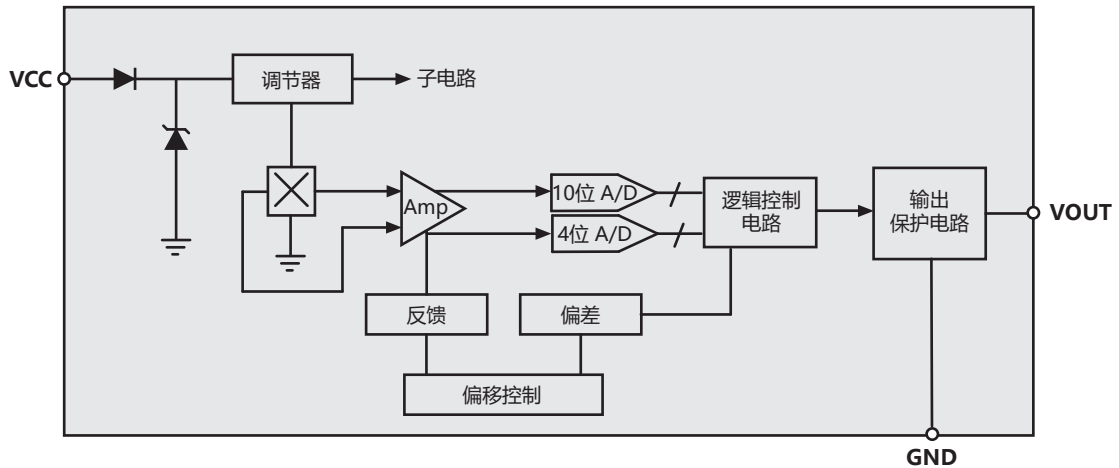 VCC
调节器
子电路
Amp
10位 A/D
4位 A/D
逻辑控制
电路
输出
保护电路
VOUT
反馈
偏差
偏移控制
GND